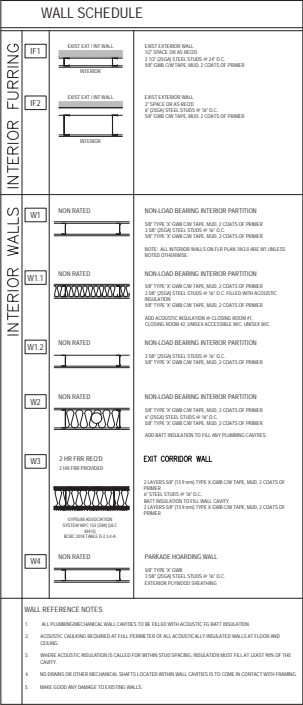 WALL SCHEDULE
INTERIOR FURRING
IF1
EXIST EXT / INT WALL
INTERIOR
EXIST EXTERIOR WALL
1/2" SPACE OR AS REQ'D
2 1/2" (25GA) STEEL STUDS @ 24" O.C.
5/8" GWB C/W TAPE, MUD, 2 COATS OF PRIMER
IF2
EXIST EXT / INT WALL
INTERIOR
EXIST EXTERIOR WALL
2" SPACE OR AS REQ'D
6" (25GA) STEEL STUDS @ 16" O.C.
5/8" GWB C/W TAPE, MUD, 2 COATS OF PRIMER
INTERIOR WALLS
W1
NON RATED
NON-LOAD BEARING INTERIOR PARTITION
5/8" TYPE 'X' GWB C/W TAPE, MUD, 2 COATS OF PRIMER
3 5/8" (25GA) STEEL STUDS @ 16" O.C.
5/8" TYPE 'X' GWB C/W TAPE, MUD, 2 COATS OF PRIMER
NOTE: ALL INTERIOR WALLS ON FLR PLAN 1/A3.0 ARE W1 UNLESS
NOTED OTHERWISE.
W1.1
NON RATED
NON-LOAD BEARING INTERIOR PARTITION
5/8" TYPE 'X' GWB C/W TAPE, MUD, 2 COATS OF PRIMER
3 5/8" (25GA) STEEL STUDS @ 16" O.C. FILLED WITH ACOUSTIC
INSULATION
5/8" TYPE 'X' GWB C/W TAPE, MUD, 2 COATS OF PRIMER
ADD ACOUSTIC INSULATION @ CLOSING ROOM #1,
CLOSING ROOM #2, UNISEX ACCESSIBLE W/C, UNISEX W/C.
W1.2
NON RATED
NON-LOAD BEARING INTERIOR PARTITION
3 5/8" (25GA) STEEL STUDS @ 16" O.C.
5/8" TYPE 'X' GWB C/W TAPE, MUD, 2 COATS OF PRIMER
W2
NON RATED
NON-LOAD BEARING INTERIOR PARTITION
5/8" TYPE 'X' GWB C/W TAPE, MUD, 2 COATS OF PRIMER
6" (25GA) STEEL STUDS @ 16" O.C.
5/8" TYPE 'X' GWB C/W TAPE, MUD, 2 COATS OF PRIMER
ADD BATT INSULATION TO FILL ANY PLUMBING CAVITIES.
W3
2 HR FRR REQ'D
2 HR FRR PROVIDED
GYPSUM ASSOCIATION
BCBC 2018 TABLE D-2.3.4-A
EXIT CORRIDOR WALL
2 LAYERS 5/8" (15.9 mm) TYPE X GWB C/W TAPE, MUD, 2 COATS OF
PRIMER
6" STEEL STUDS @ 16" O.C.
BATT INSULATION TO FILL WALL CAVITY
2 LAYERS 5/8" (15.9 mm) TYPE X GWB C/W TAPE, MUD, 2 COATS OF
PRIMER
W4
NON RATED
PARKADE HOARDING WALL
5/8" TYPE 'X' GWB
3 5/8" (25GA) STEEL STUDS @ 16" O.C.
EXTERIOR PLYWOOD SHEATHING
WALL REFERENCE NOTES
1. ALL PLUMBING/MECHANICAL WALL CAVITIES TO BE FILLED WITH ACOUSTIC FG BATT INSULATION.
2. ACOUSTIC CAULKING REQUIRED AT FULL PERIMETER OF ALL ACOUSTICALLY INSULATED WALLS AT FLOOR AND
CEILING.
3. WHERE ACOUSTIC INSULATION IS CALLED FOR WITHIN STUD SPACING, INSULATION MUST FILL AT LEAST 90% OF THE
CAVITY.
4. NO DRAINS OR OTHER MECHANICAL SHAFTS LOCATED WITHIN WALL CAVITIES IS TO COME IN CONTACT WITH FRAMING.
5. MAKE GOOD ANY DAMAGE TO EXISTING WALLS.